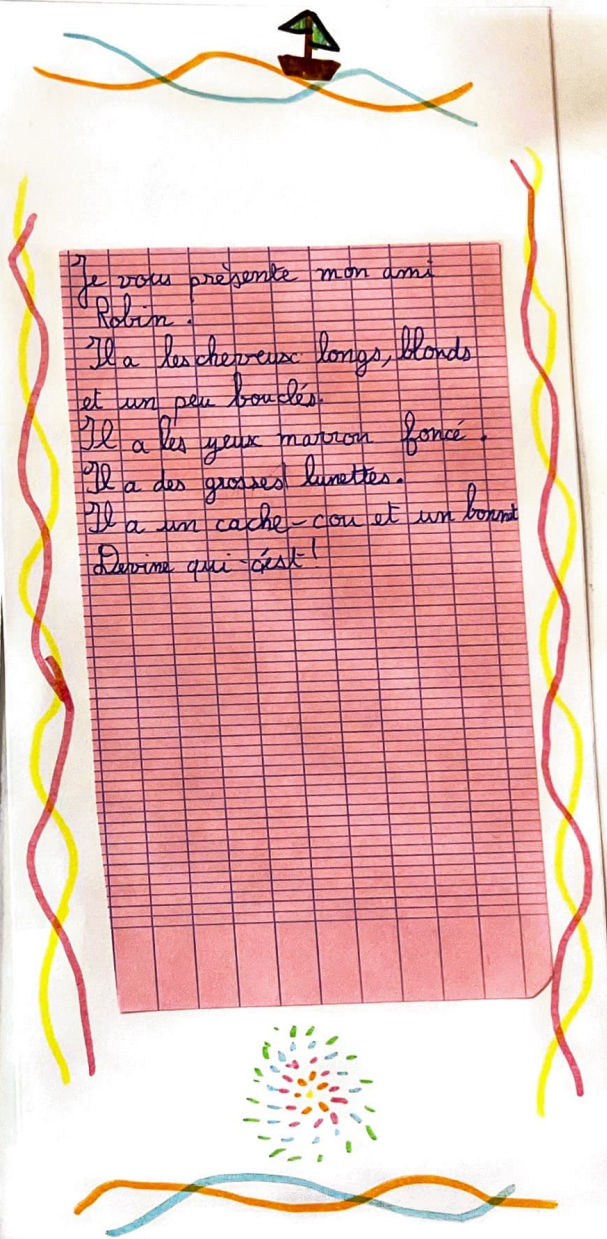 Je vous présente mon ami
Robin.
Il a les cheveux longs, blonds
et un peu bouclés.
Il a les yeux marron foncé.
Il a des grosses lunettes.
Il a un cache-cou et un bonnet
Devine qui-c'est!